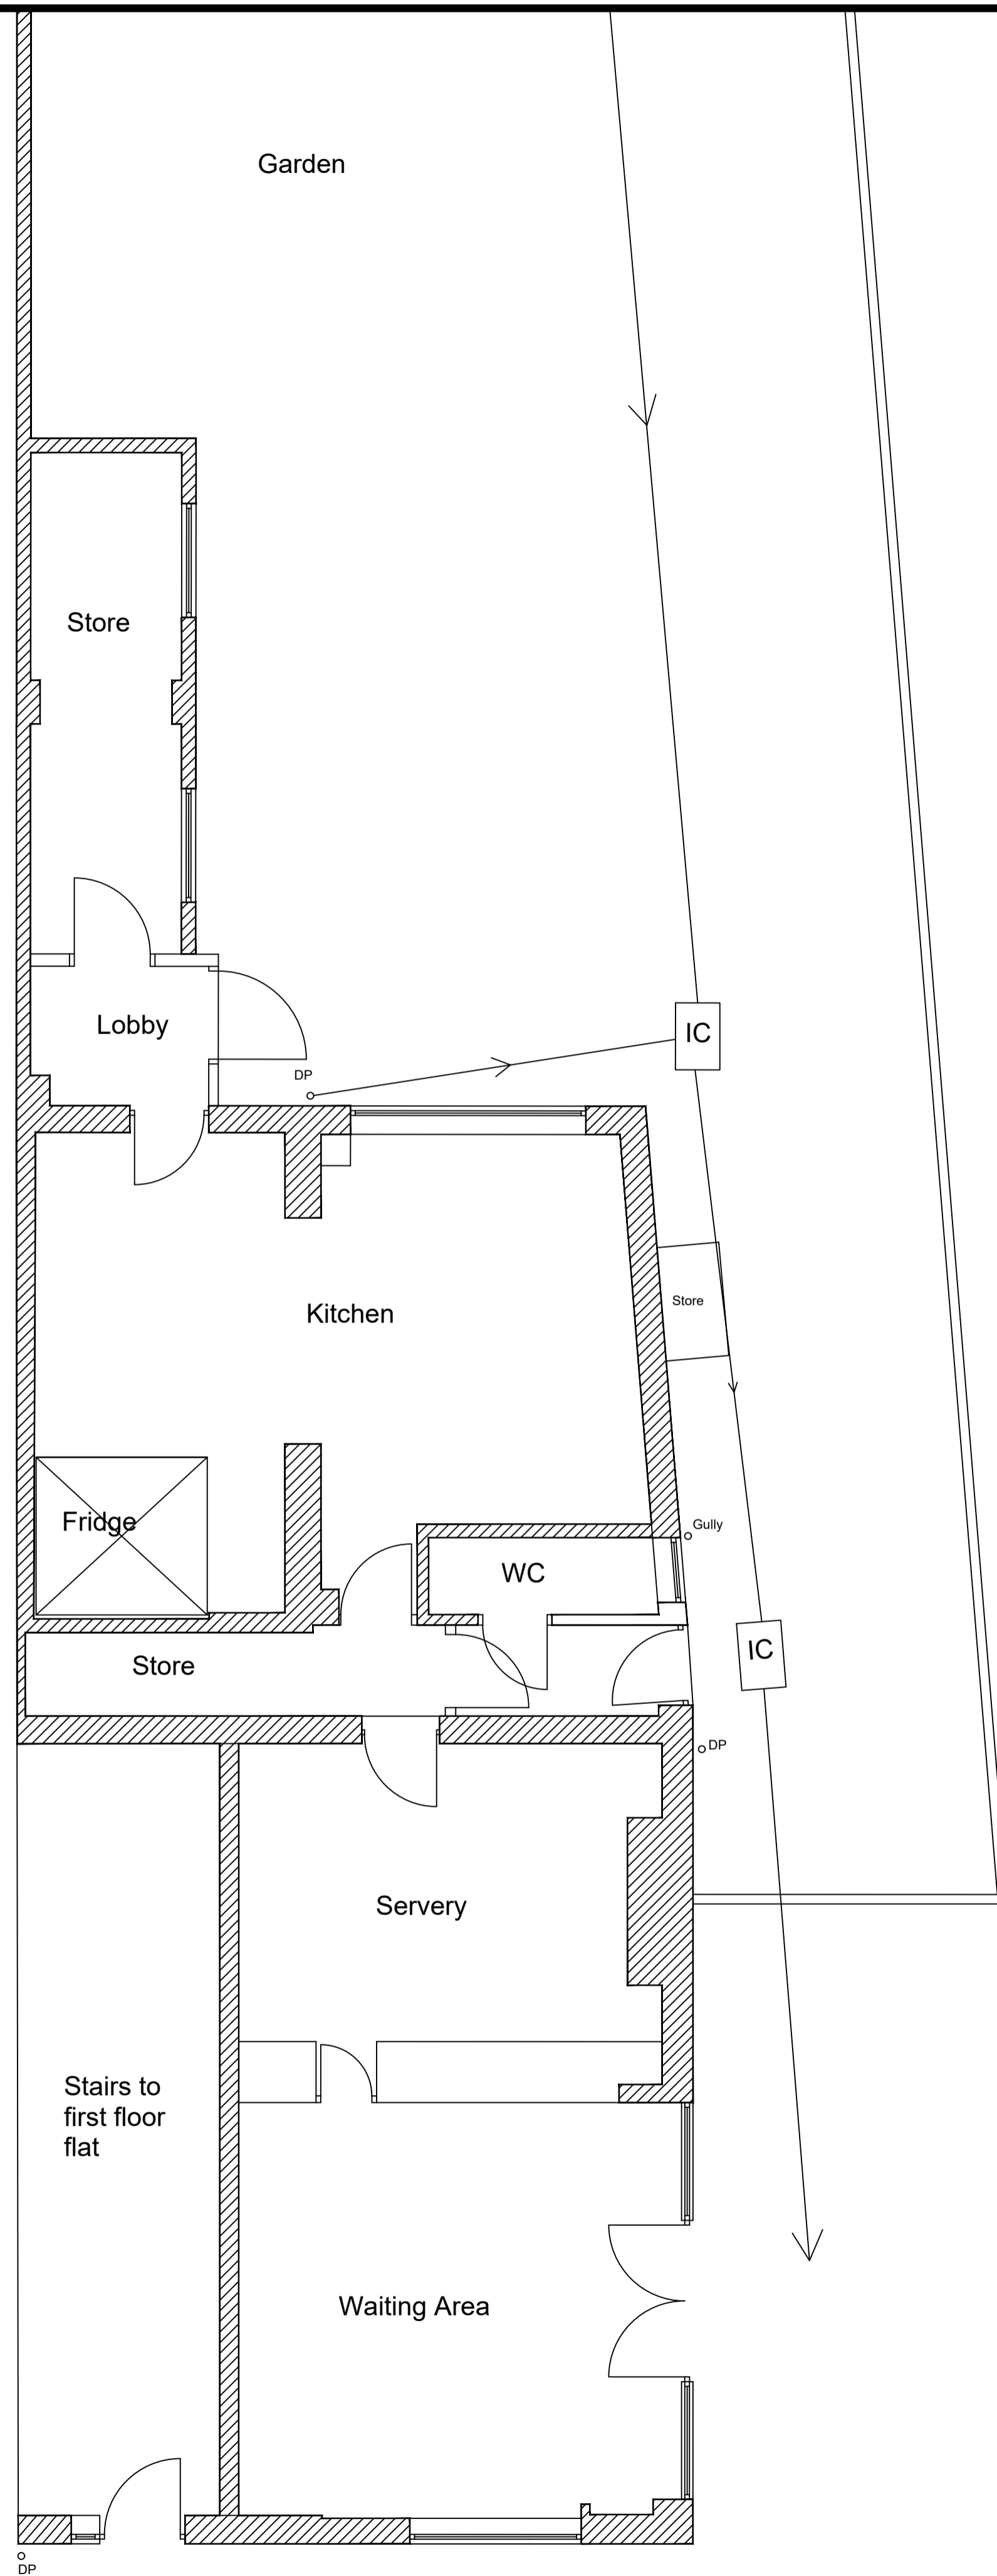 Garden
Store
Lobby
DP
IC
Store
Kitchen
Fridge
Gully
WC
IC
Store
DP
Servery
Stairs to
first floor
flat
Waiting Area
DP